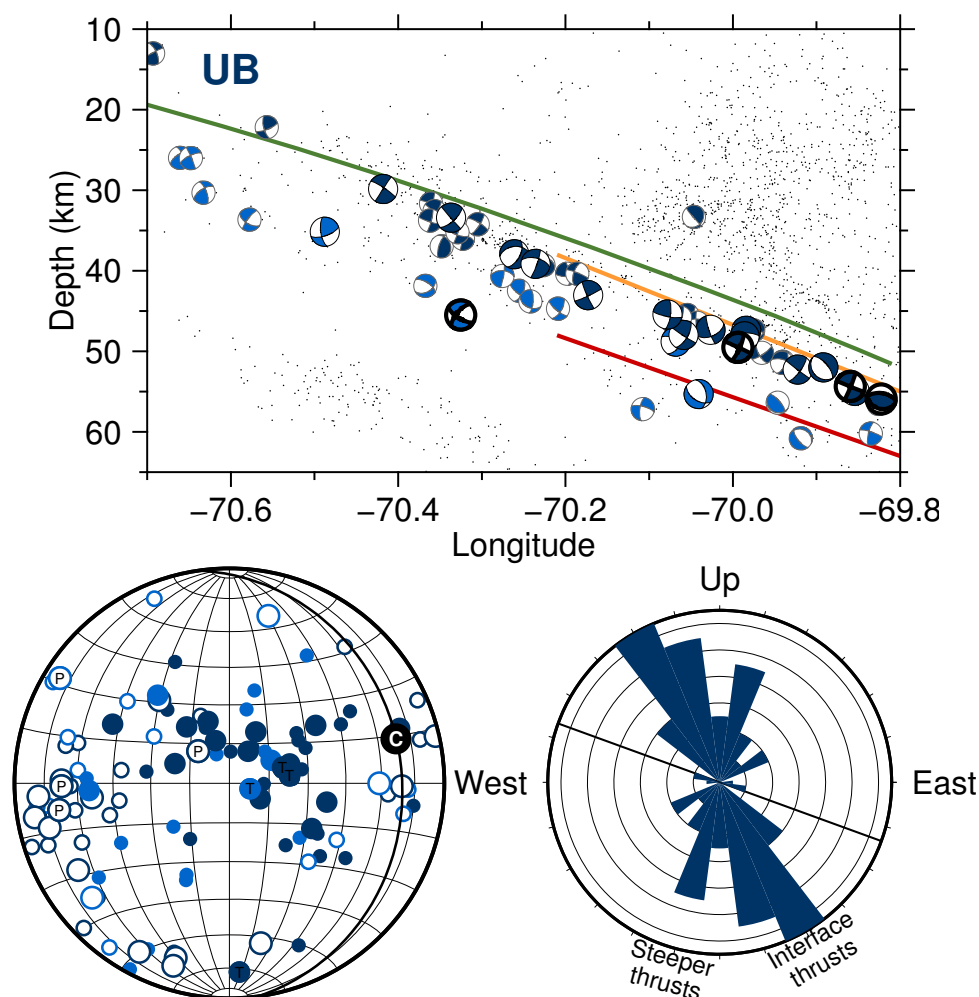 10
UB
20
30
40
50
60
Depth (km)
−70.6
−70.4
−70.2
−70.0
−69.8
Longitude
Up
P
C
P
T
T
West
East
P
T
P
Steeper
thrusts
Interface
thrusts
T